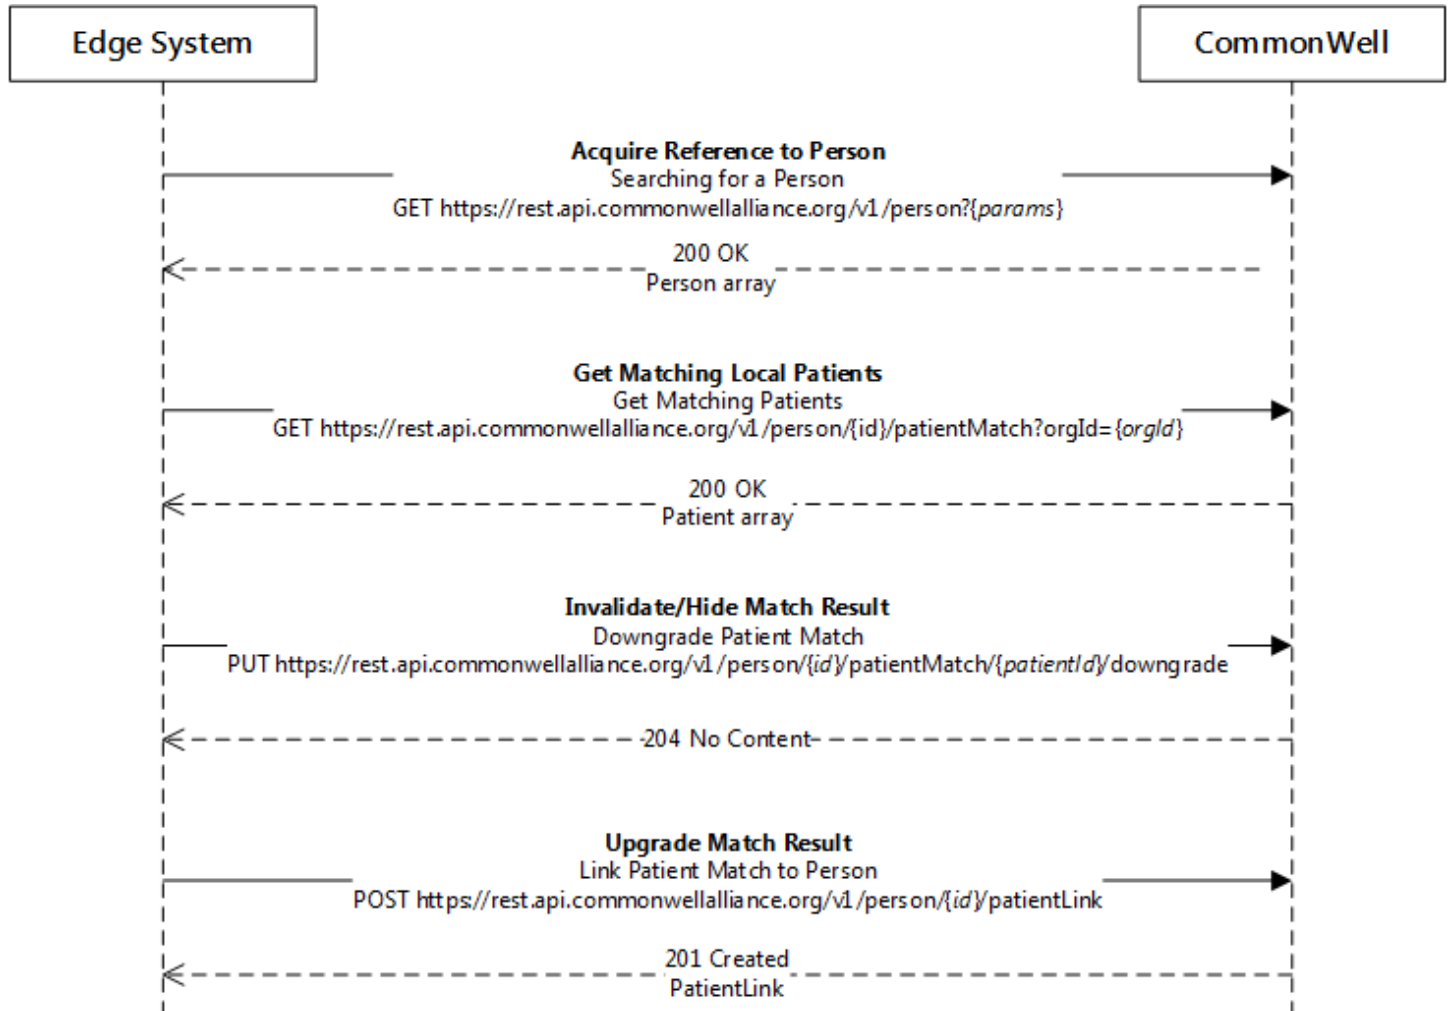 Edge System
CommonWell
Acquire Reference to Person
Searching for a Person
GET https://rest.api.commonwellalliance.org/v1/person?{params}
200 OK
Person array
Get Matching Local Patients
Get Matching Patients
GET https://rest.api.commonwellalliance.org/v1/person/{id}/patientMatch?orgId={orgId}
200 OK
Patient array
Invalidate/Hide Match Result
Downgrade Patient Match
PUT https://rest.api.commonwellalliance.org/v1/person/{id}/patientMatch/{patientId}/downgrade
204 No Content
Upgrade Match Result
Link Patient Match to Person
POST https://rest.api.commonwellalliance.org/v1/person/{id}/patientLink
201 Created
PatientLink